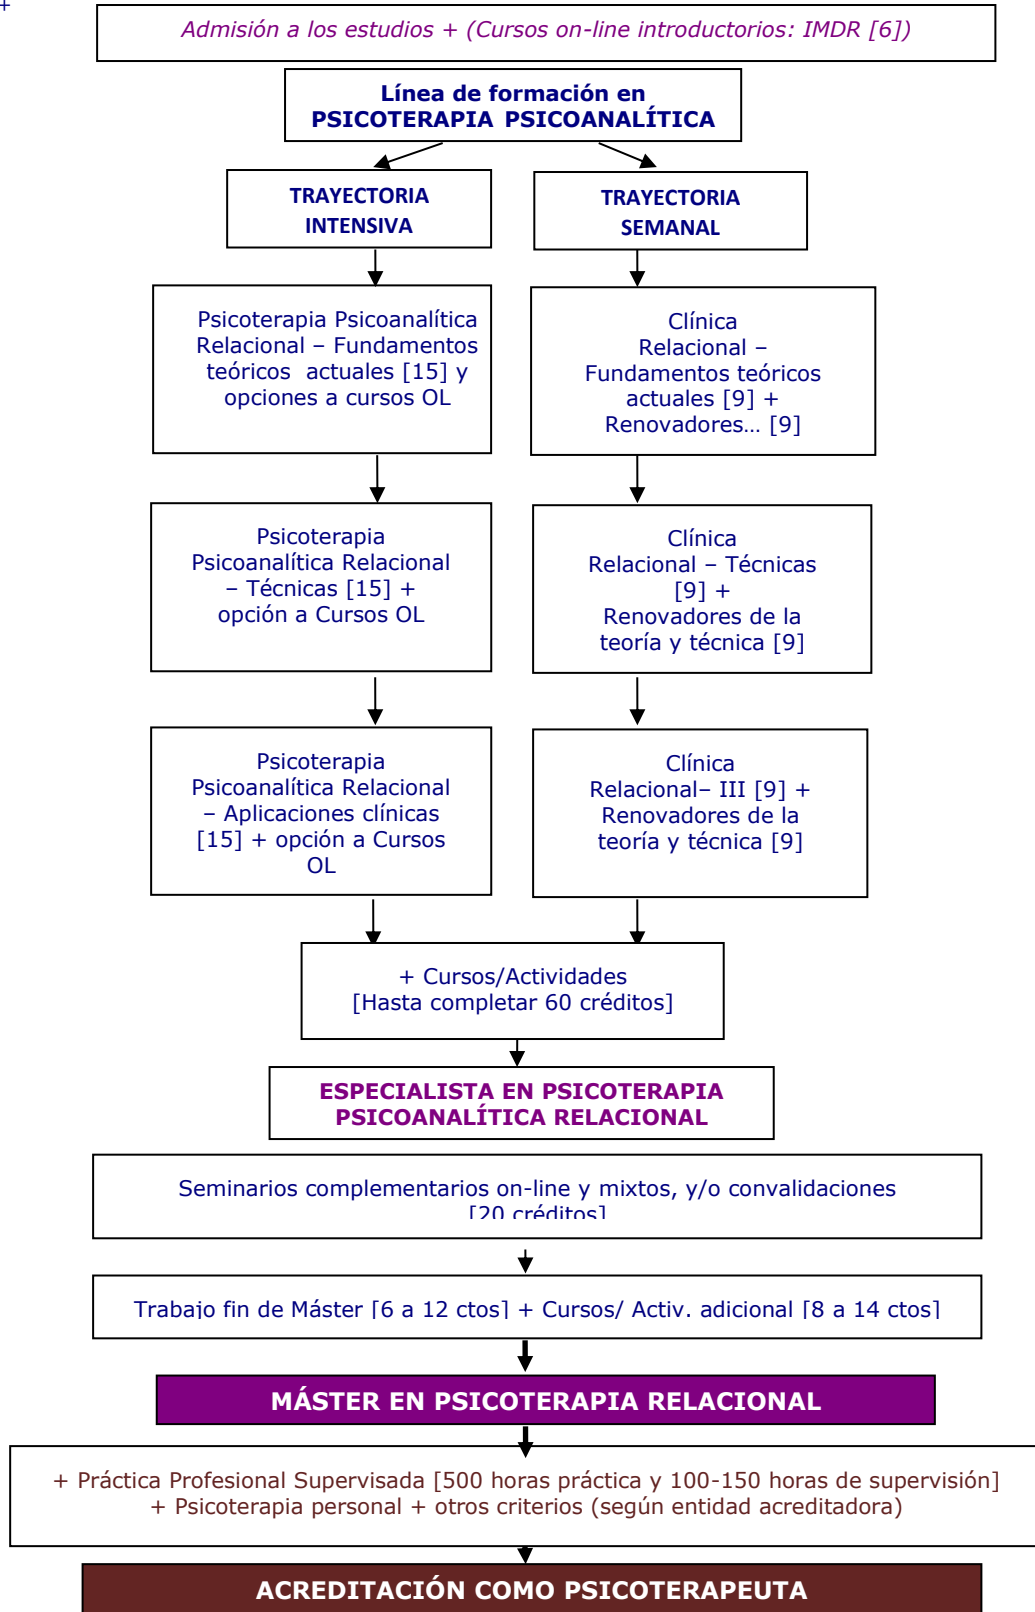 +
Admisión a los estudios + (Cursos on-line introductorios: IMDR [6])
Línea de formación en
PSICOTERAPIA PSICOANALÍTICA
TRAYECTORIA
INTENSIVA
TRAYECTORIA
SEMANAL
Psicoterapia Psicoanalítica
Relacional – Fundamentos
teóricos actuales [15] y
opciones a cursos OL
Clínica
Relacional –
Fundamentos teóricos
actuales [9] +
Renovadores... [9]
Psicoterapia
Psicoanalítica Relacional
– Técnicas [15] +
opción a Cursos OL
Clínica
Relacional – Técnicas
[9] +
Renovadores de la
teoría y técnica [9]
Psicoterapia
Psicoanalítica Relacional
– Aplicaciones clínicas
[15] + opción a Cursos
OL
Clínica
Relacional– III [9] +
Renovadores de la
teoría y técnica [9]
+ Cursos/Actividades
[Hasta completar 60 créditos]
ESPECIALISTA EN PSICOTERAPIA
PSICOANALÍTICA RELACIONAL
Seminarios complementarios on-line y mixtos, y/o convalidaciones
[20 créditos]
Trabajo fin de Máster [6 a 12 ctos] + Cursos/ Activ. adicional [8 a 14 ctos]
MÁSTER EN PSICOTERAPIA RELACIONAL
+ Práctica Profesional Supervisada [500 horas práctica y 100-150 horas de supervisión]
+ Psicoterapia personal + otros criterios (según entidad acreditadora)
ACREDITACIÓN COMO PSICOTERAPEUTA